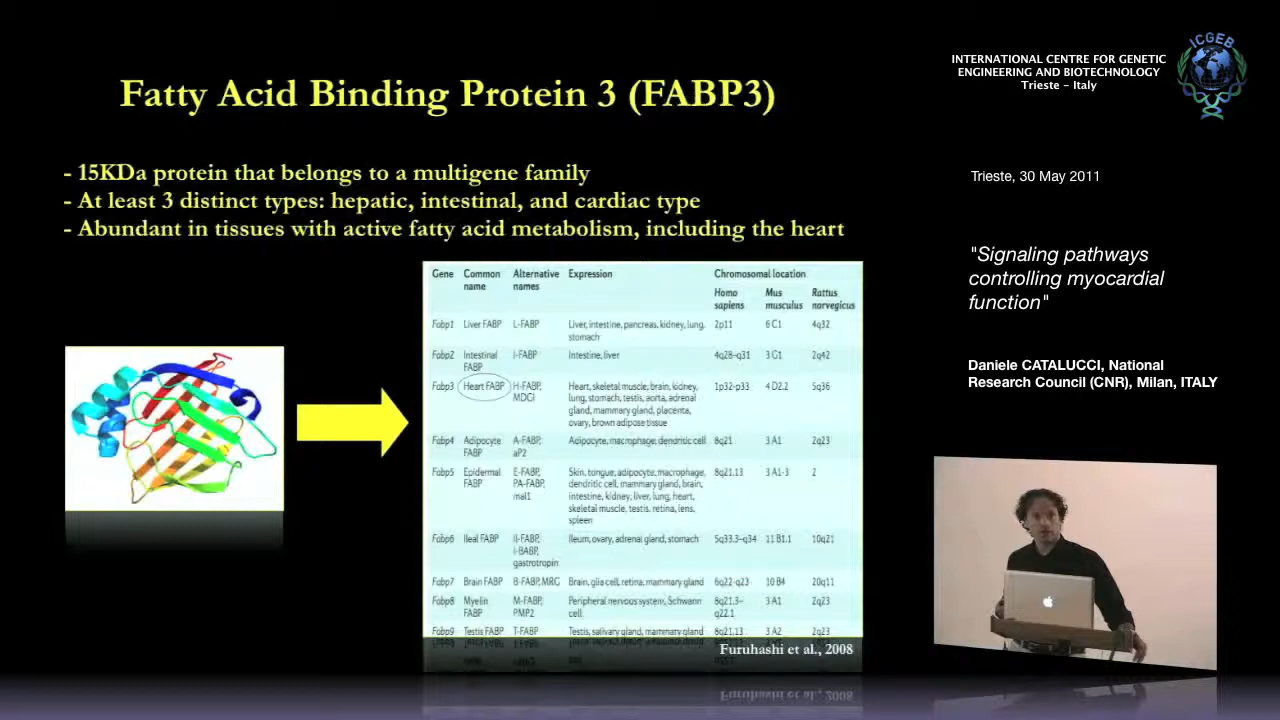 Fatty Acid Binding Protein 3 (FABP3)
- 15KDa protein that belongs to a multigene family
- At least 3 distinct types: hepatic, intestinal, and cardiac type
- Abundant in tissues with active fatty acid metabolism, including the heart
Gene Common name Alternative names Expression Chromosomal location
Homo sapiens Mus musculus Rattus norvegicus
Fabp1 Liver FABP L-FABP Liver, intestine, pancreas, kidney, lung, stomach 2p11 6 C1 4q32
Fabp2 Intestinal FABP I-FABP Intestine, liver 4q28–q31 3 G1 2q42
Fabp3 Heart FABP H-FABP, MDGI Heart, skeletal muscle, brain, kidney, lung, stomach, testis, aorta, adrenal gland, mammary gland, placenta, ovary, brown adipose tissue 1p32-p33 4 D2.2 5q36
Fabp4 Adipocyte FABP A-FABP, aP2 Adipocyte, macrophage, dendritic cell 8q21 3 A1 2q23
Fabp5 Epidermal FABP E-FABP, PA-FABP, mal1 Skin, tongue, adipocyte, macrophage, dendritic cell, mammary gland, brain, intestine, kidney, liver, lung, heart, skeletal muscle, testis, retina, lens, spleen 8q21.13 3 A1-3 2
Fabp6 Ileal FABP Il-FABP, I-BABP, gastrotropin Ileum, ovary, adrenal gland, stomach 5q33.3–q34 11 B1.1 10q21
Fabp7 Brain FABP B-FABP, MRG Brain, glia cell, retina, mammary gland 6q22-q23 10 B4 20q11
Fabp8 Myelin FABP M-FABP, PMP2 Peripheral nervous system, Schwann cell 8q21.3–q22.1 3 A1 2q23
Fabp9 Testis FABP T-FABP Testis, salivary gland, mammary gland 8q21.13 3 A2 2q23
Furuhashi et al., 2008
ICGEB
INTERNATIONAL CENTRE FOR GENETIC
ENGINEERING AND BIOTECHNOLOGY
Trieste - Italy
Trieste, 30 May 2011
"Signaling pathways
controlling myocardial
function"
Daniele CATALUCCI, National
Research Council (CNR), Milan, ITALY